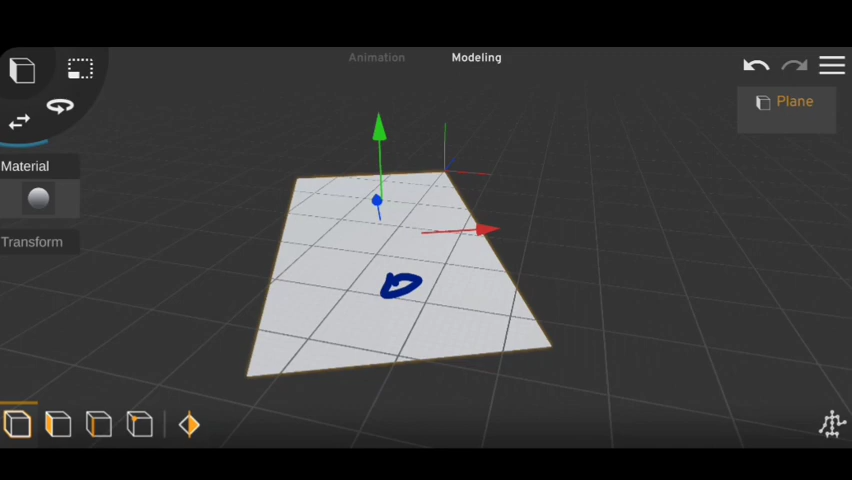 Animation
Modeling
Plane
Material
Transform